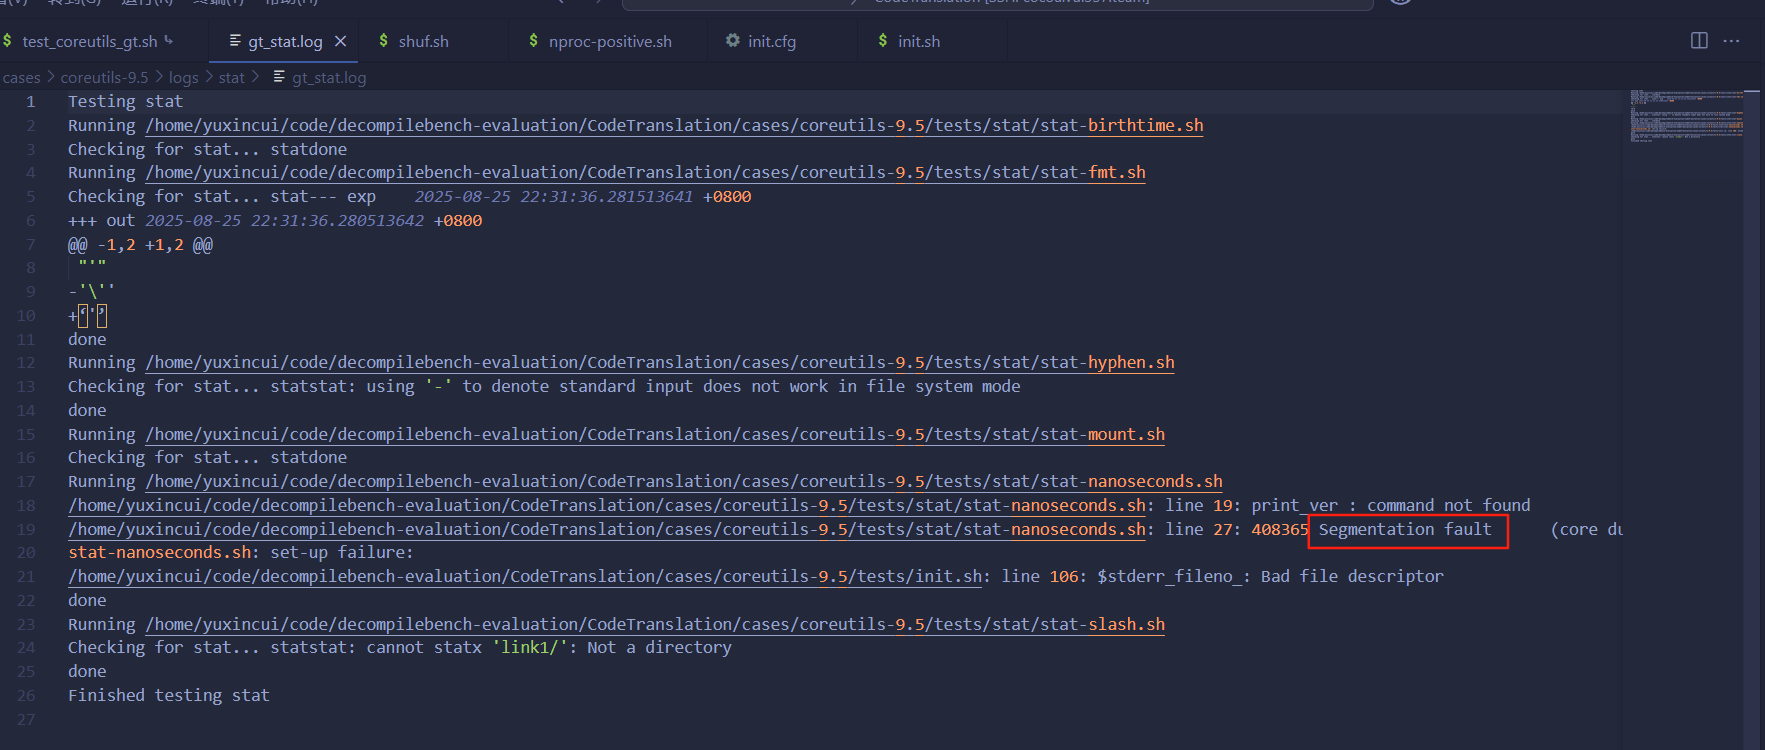 test_coreutils_gt.sh
gt_stat.log
shuf.sh
nproc-positive.sh
init.cfg
init.sh
cases > coreutils-9.5 > logs > stat > gt_stat.log
1 Testing stat
2 Running /home/yuxincui/code/decompilebench-evaluation/CodeTranslation/cases/coreutils-9.5/tests/stat/stat-birthtime.sh
3 Checking for stat... statdone
4 Running /home/yuxincui/code/decompilebench-evaluation/CodeTranslation/cases/coreutils-9.5/tests/stat/stat-fmt.sh
5 Checking for stat... stat--- exp    2025-08-25 22:31:36.281513641 +0800
6 +++ out 2025-08-25 22:31:36.280513642 +0800
7 @@ -1,2 +1,2 @@
8  "'"
9 -'\''
10 +‘'’
11 done
12 Running /home/yuxincui/code/decompilebench-evaluation/CodeTranslation/cases/coreutils-9.5/tests/stat/stat-hyphen.sh
13 Checking for stat... statstat: using '-' to denote standard input does not work in file system mode
14 done
15 Running /home/yuxincui/code/decompilebench-evaluation/CodeTranslation/cases/coreutils-9.5/tests/stat/stat-mount.sh
16 Checking for stat... statdone
17 Running /home/yuxincui/code/decompilebench-evaluation/CodeTranslation/cases/coreutils-9.5/tests/stat/stat-nanoseconds.sh
18 /home/yuxincui/code/decompilebench-evaluation/CodeTranslation/cases/coreutils-9.5/tests/stat/stat-nanoseconds.sh: line 19: print_ver_: command not found
19 /home/yuxincui/code/decompilebench-evaluation/CodeTranslation/cases/coreutils-9.5/tests/stat/stat-nanoseconds.sh: line 27: 408365 Segmentation fault      (core du
20 stat-nanoseconds.sh: set-up failure:
21 /home/yuxincui/code/decompilebench-evaluation/CodeTranslation/cases/coreutils-9.5/tests/init.sh: line 106: $stderr_fileno_: Bad file descriptor
22 done
23 Running /home/yuxincui/code/decompilebench-evaluation/CodeTranslation/cases/coreutils-9.5/tests/stat/stat-slash.sh
24 Checking for stat... statstat: cannot statx 'link1/': Not a directory
25 done
26 Finished testing stat
27